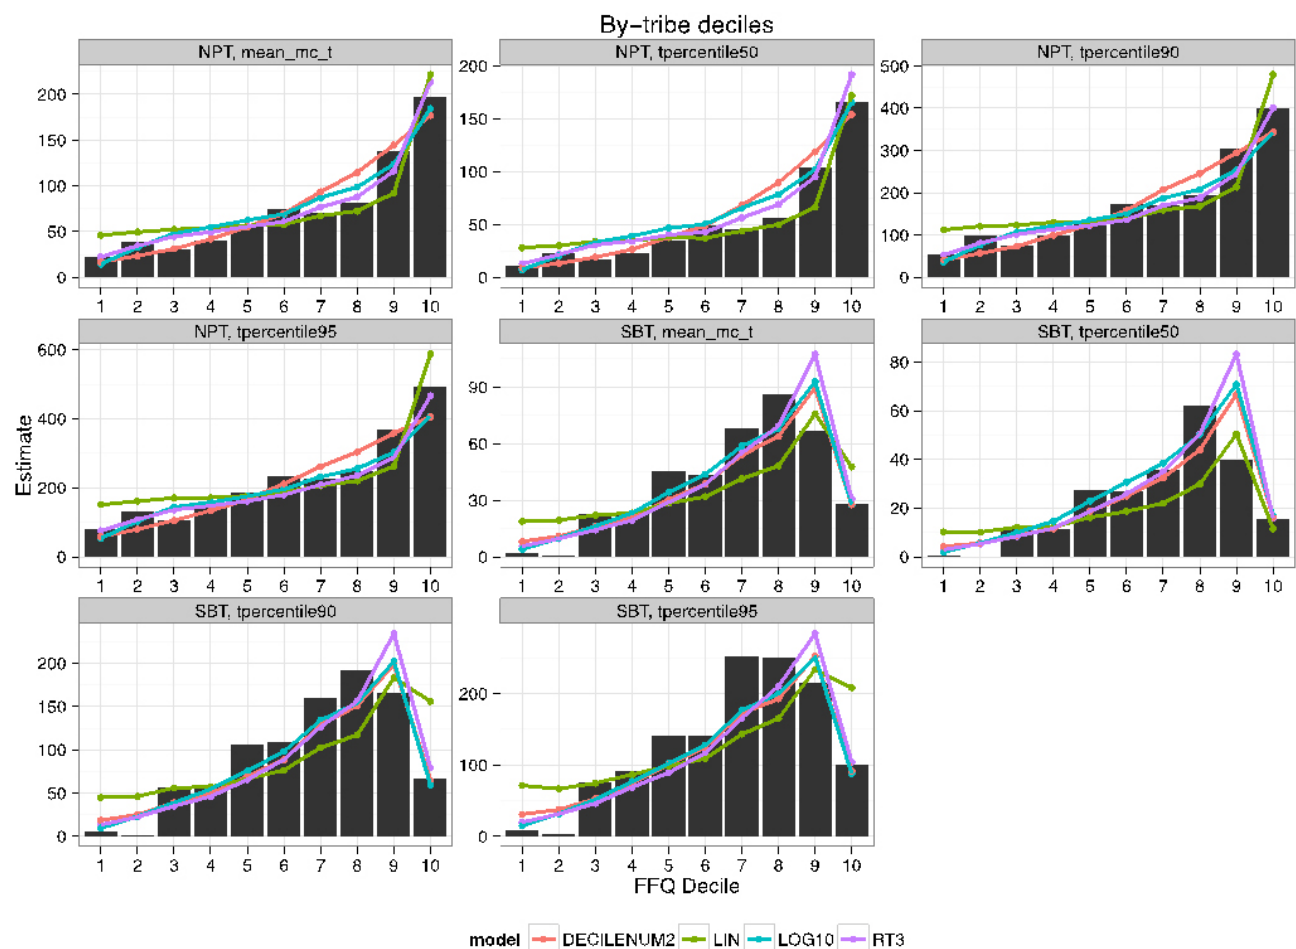 By-tribe deciles
NPT, mean_mc_t
NPT, tpercentile50
NPT, tpercentile90
200
150
100
50
0
1 2 3 4 5 6 7 8 9 10
200
150
100
50
0
1 2 3 4 5 6 7 8 9 10
500
400
300
200
100
0
1 2 3 4 5 6 7 8 9 10
NPT, tpercentile95
SBT, mean_mc_t
SBT, tpercentile50
Estimate
600
400
200
0
1 2 3 4 5 6 7 8 9 10
90
60
30
0
1 2 3 4 5 6 7 8 9 10
80
60
40
20
0
1 2 3 4 5 6 7 8 9 10
SBT, tpercentile90
SBT, tpercentile95
200
150
100
50
0
1 2 3 4 5 6 7 8 9 10
200
100
0
1 2 3 4 5 6 7 8 9 10
FFQ Decile
model DECILENUM2 LIN LOG10 RT3